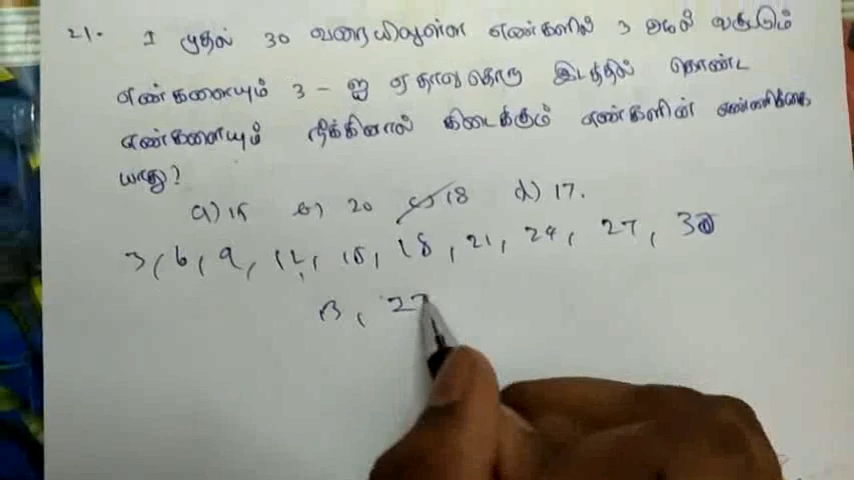 21. 1 முதல் 30 வரையிலுள்ள எண்களில் 3 ஆல் வகுபடும்
எண்களையும் 3 - ஐ ஏதாவதொரு இடத்தில் கொண்ட
எண்களையும் நீக்கினால் கிடைக்கும் எண்களின் எண்ணிக்கை
யாது?
a) 15 b) 20 c) 18 d) 17.
3, 6, 9, 12, 15, 18, 21, 24, 27, 30
13, 23